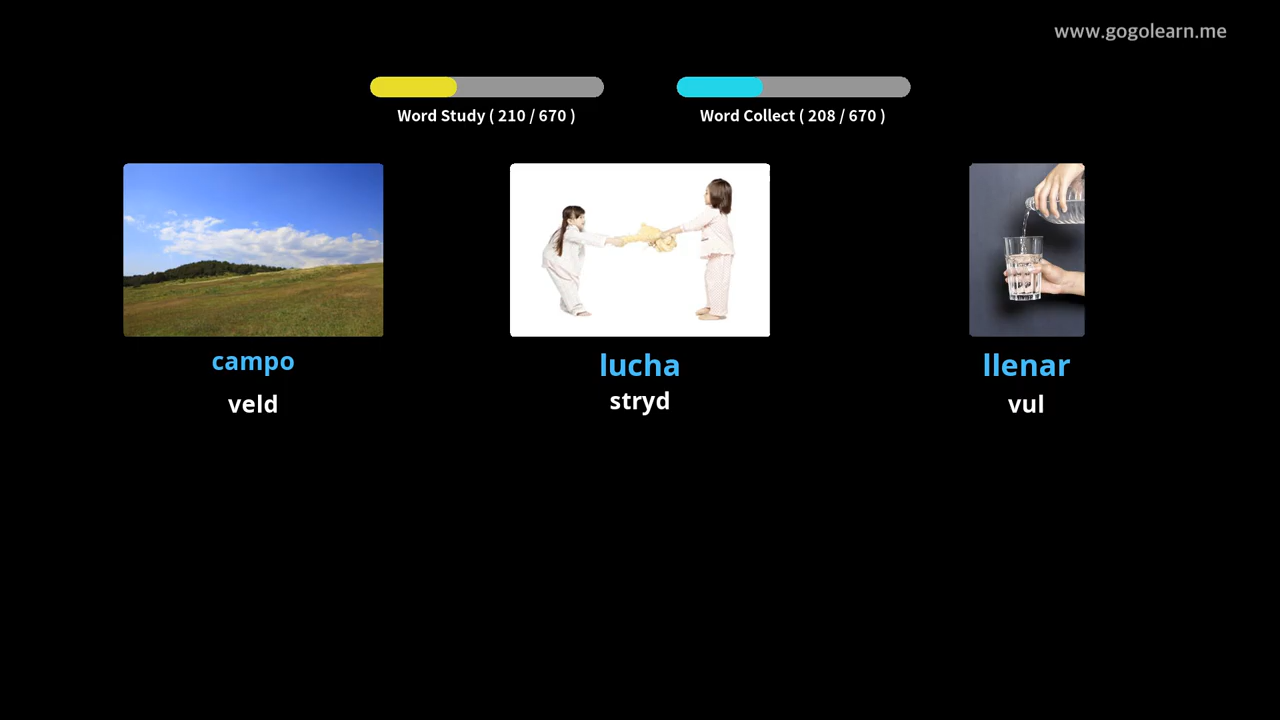 www.gogolearn.me
Word Study ( 210 / 670 )
Word Collect ( 208 / 670 )
campo
veld
lucha
stryd
llenar
vul